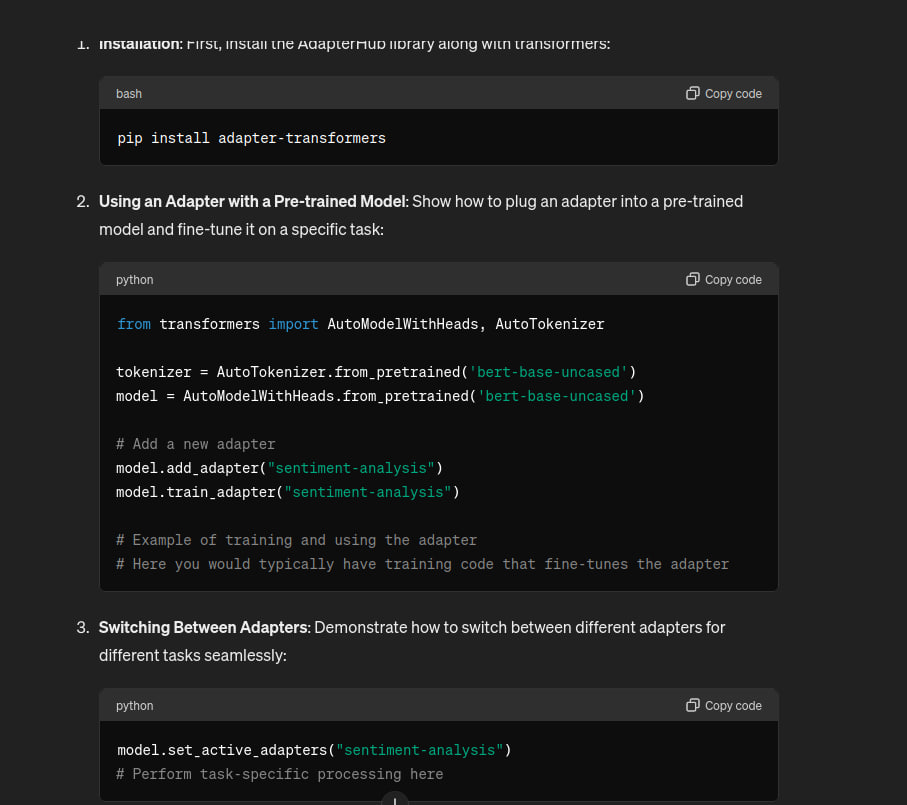 1. Installation: First, install the AdapterHub library along with transformers:
bash Copy code
pip install adapter-transformers
2. Using an Adapter with a Pre-trained Model: Show how to plug an adapter into a pre-trained
model and fine-tune it on a specific task:
python Copy code
from transformers import AutoModelWithHeads, AutoTokenizer
tokenizer = AutoTokenizer.from_pretrained('bert-base-uncased')
model = AutoModelWithHeads.from_pretrained('bert-base-uncased')
# Add a new adapter
model.add_adapter("sentiment-analysis")
model.train_adapter("sentiment-analysis")
# Example of training and using the adapter
# Here you would typically have training code that fine-tunes the adapter
3. Switching Between Adapters: Demonstrate how to switch between different adapters for
different tasks seamlessly:
python Copy code
model.set_active_adapters("sentiment-analysis")
# Perform task-specific processing here